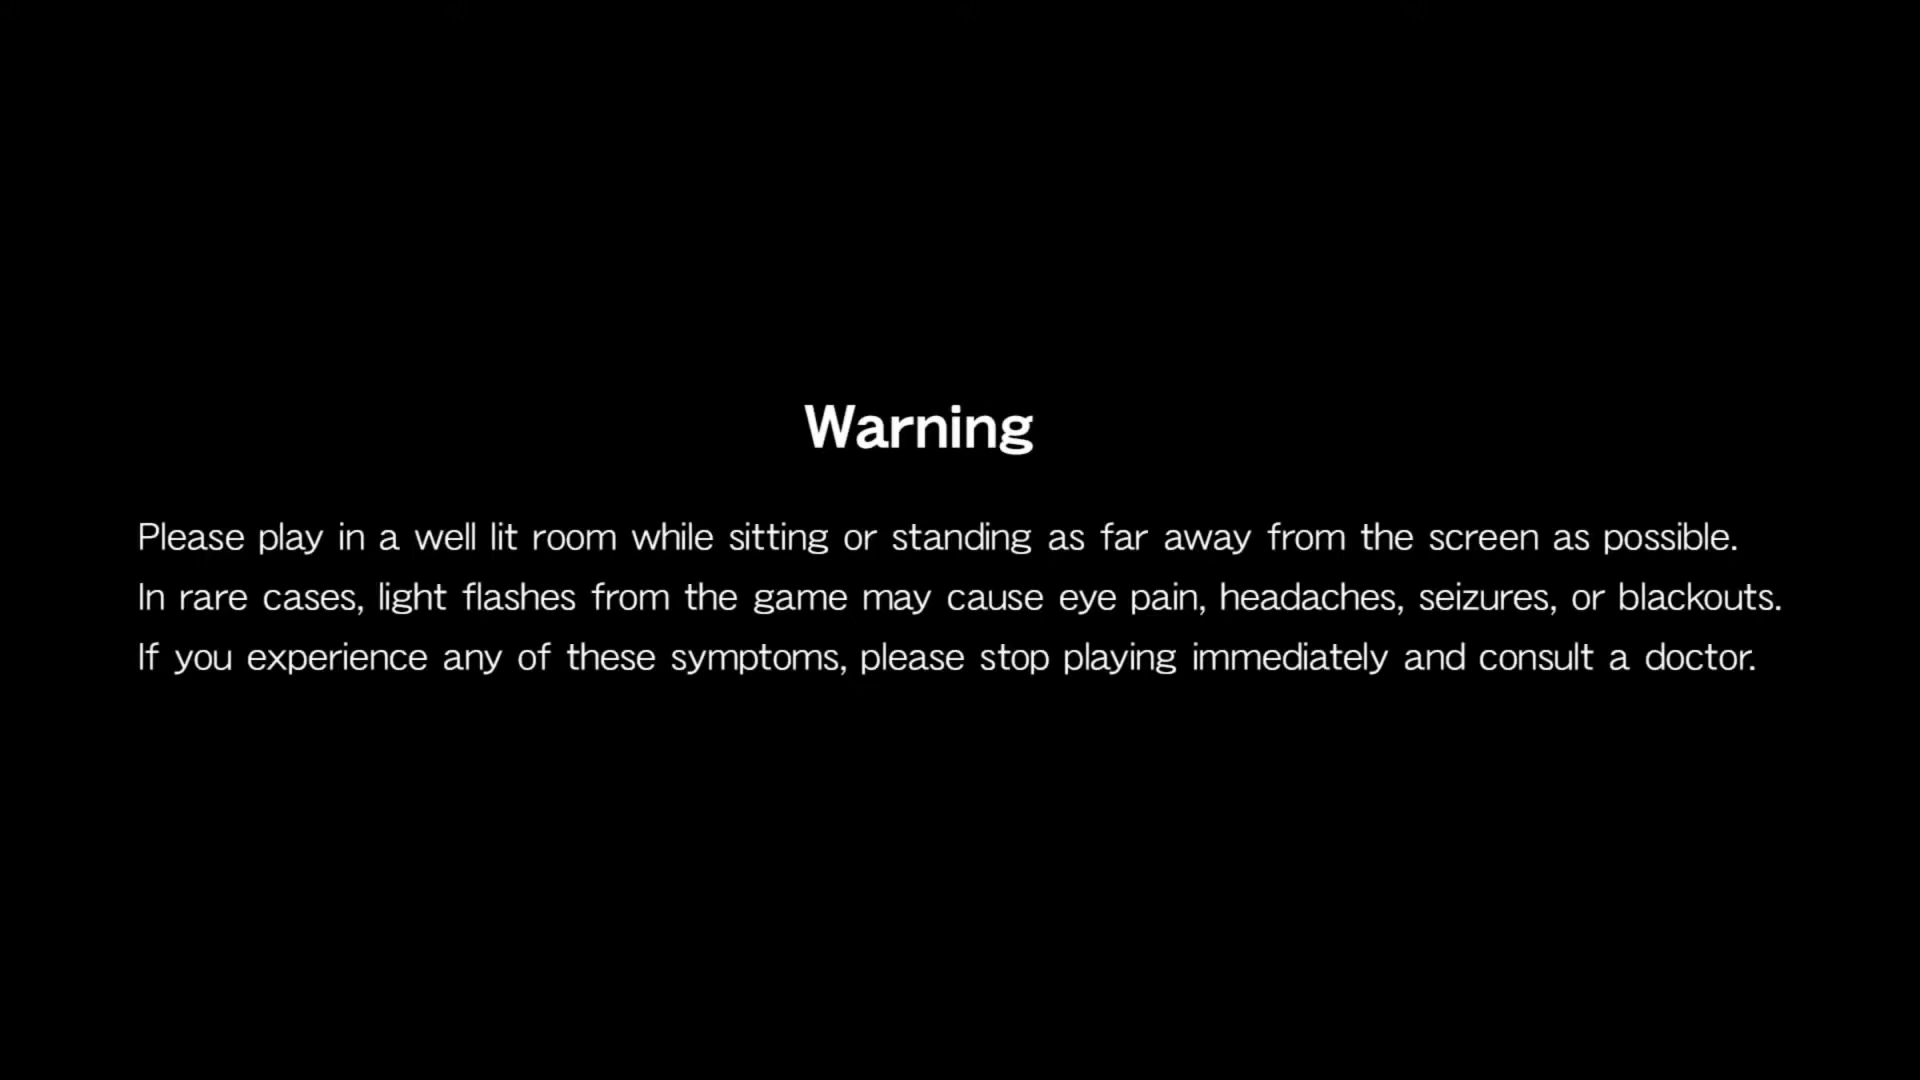 Warning
Please play in a well lit room while sitting or standing as far away from the screen as possible.
In rare cases, light flashes from the game may cause eye pain, headaches, seizures, or blackouts.
If you experience any of these symptoms, please stop playing immediately and consult a doctor.